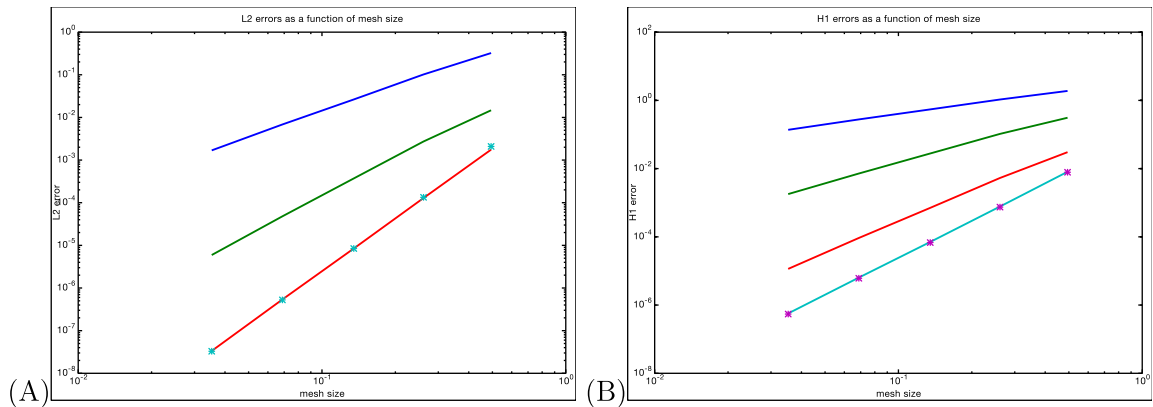 L2 errors as a function of mesh size
10^0
10^-1
10^-2
10^-3
10^-4
10^-5
10^-6
10^-7
10^-8
L2 error
10^-2
10^-1
10^0
mesh size
(A)
H1 errors as a function of mesh size
10^2
10^0
10^-2
10^-4
10^-6
10^-8
H1 error
10^-2
10^-1
10^0
mesh size
(B)